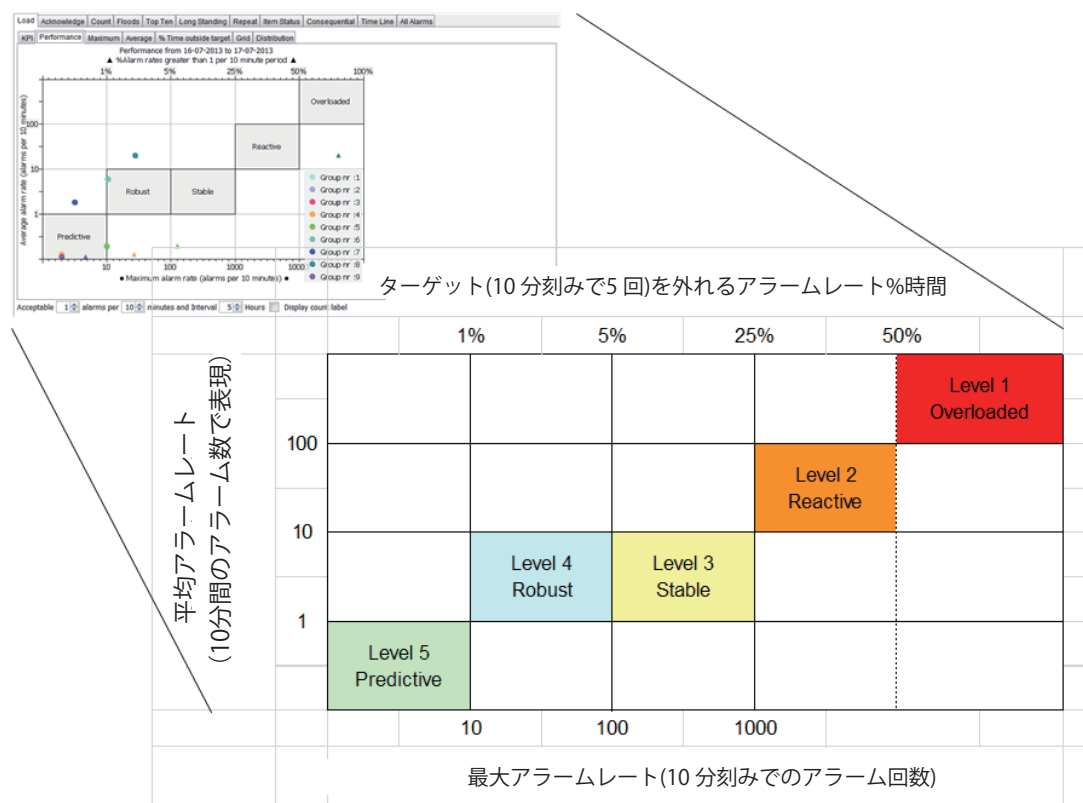 Load Acknowledge Count Floods Top Ten Long Standing Repeat Item Status Consequential Time Line All Alarms
KPI Performance Maximum Average % Time outside target Grid Distribution
Performance from 16-07-2013 to 17-07-2013
▲ %Alarm rates greater than 1 per 10 minute period ▲
1% 5% 25% 50% 100%
Average alarm rate (alarms per 10 minutes)
100
10
1
Overloaded
Reactive
Robust Stable
Predictive
Group nr :1
Group nr :2
Group nr :3
Group nr :4
Group nr :5
Group nr :6
Group nr :7
Group nr :8
Group nr :9
10 100 1000 1000
● Maximum alarm rate (alarms per 10 minutes) ●
Acceptable 1 alarms per 10 minutes and Interval 5 Hours Display count label
ターゲット(10 分刻みで5 回)を外れるアラームレート%時間
1% 5% 25% 50%
平均アラームレート
(10分間のアラーム数で表現)
100
10
1
Level 1
Overloaded
Level 2
Reactive
Level 4
Robust
Level 3
Stable
Level 5
Predictive
10 100 1000
最大アラームレート(10 分刻みでのアラーム回数)